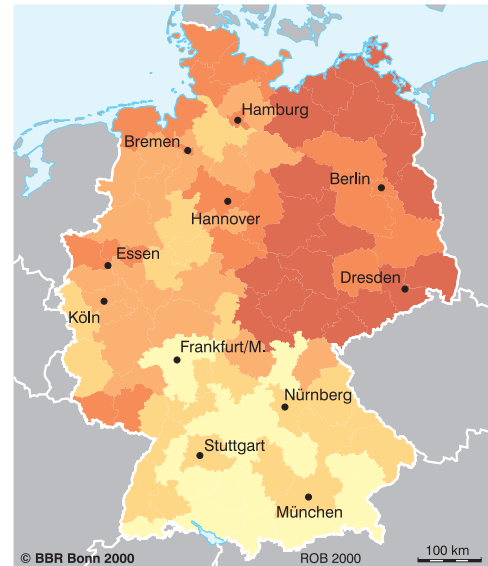 Hamburg
Bremen
Berlin
Hannover
Essen
Dresden
Köln
Frankfurt/M.
Nürnberg
Stuttgart
München
© BBR Bonn 2000
ROB 2000
100 km